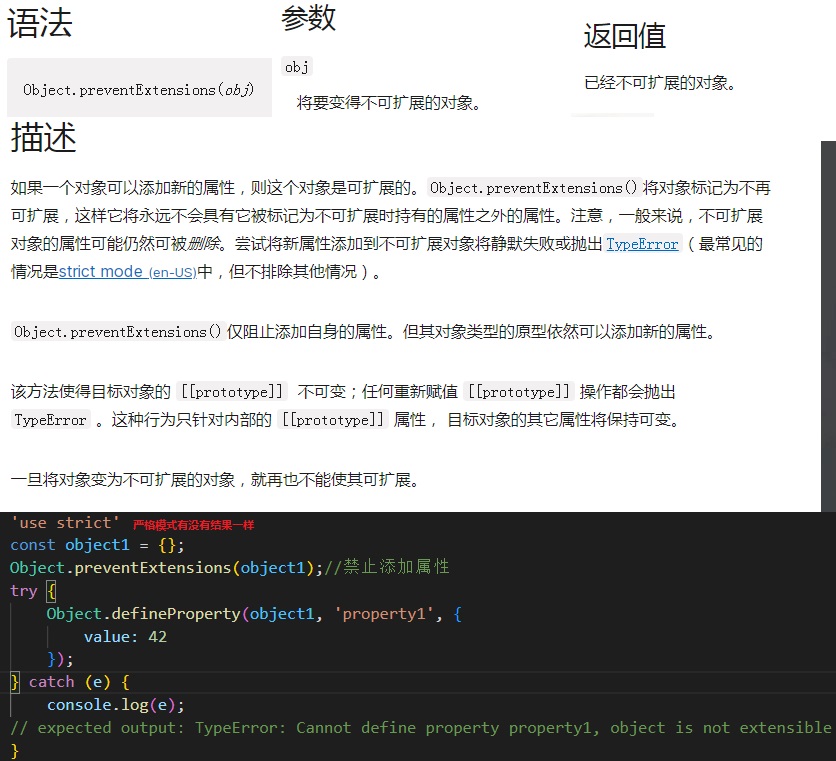 语法
Object.preventExtensions(obj)
参数
obj
将要变得不可扩展的对象。
返回值
已经不可扩展的对象。
描述
如果一个对象可以添加新的属性，则这个对象是可扩展的。Object.preventExtensions()将对象标记为不再
可扩展，这样它将永远不会具有它被标记为不可扩展时持有的属性之外的属性。注意，一般来说，不可扩展
对象的属性可能仍然可被删除。尝试将新属性添加到不可扩展对象将静默失败或抛出TypeError（最常见的
情况是strict mode (en-US)中，但不排除其他情况）。
Object.preventExtensions()仅阻止添加自身的属性。但其对象类型的原型依然可以添加新的属性。
该方法使得目标对象的 [[prototype]] 不可变；任何重新赋值 [[prototype]] 操作都会抛出
TypeError 。这种行为只针对内部的 [[prototype]] 属性， 目标对象的其它属性将保持可变。
一旦将对象变为不可扩展的对象，就再也不能使其可扩展。
'use strict' 严格模式有没有结果一样
const object1 = {};
Object.preventExtensions(object1);//禁止添加属性
try {
Object.defineProperty(object1, 'property1', {
value: 42
});
} catch (e) {
console.log(e);
// expected output: TypeError: Cannot define property property1, object is not extensible
}